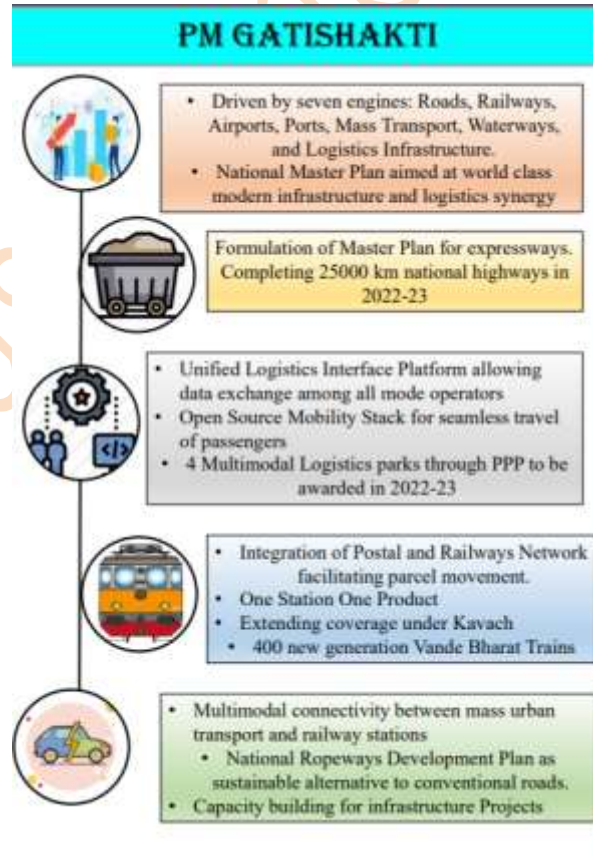 PM GATISHAKTI
• Driven by seven engines: Roads, Railways,
Airports, Ports, Mass Transport, Waterways,
and Logistics Infrastructure.
• National Master Plan aimed at world class
modern infrastructure and logistics synergy
Formulation of Master Plan for expressways.
Completing 25000 km national highways in
2022-23
• Unified Logistics Interface Platform allowing
data exchange among all mode operators
• Open Source Mobility Stack for seamless travel
of passengers
• 4 Multimodal Logistics parks through PPP to be
awarded in 2022-23
</>
• Integration of Postal and Railways Network
facilitating parcel movement.
• One Station One Product
• Extending coverage under Kavach
• 400 new generation Vande Bharat Trains
• Multimodal connectivity between mass urban
transport and railway stations
• National Ropeways Development Plan as
sustainable alternative to conventional roads.
• Capacity building for infrastructure Projects